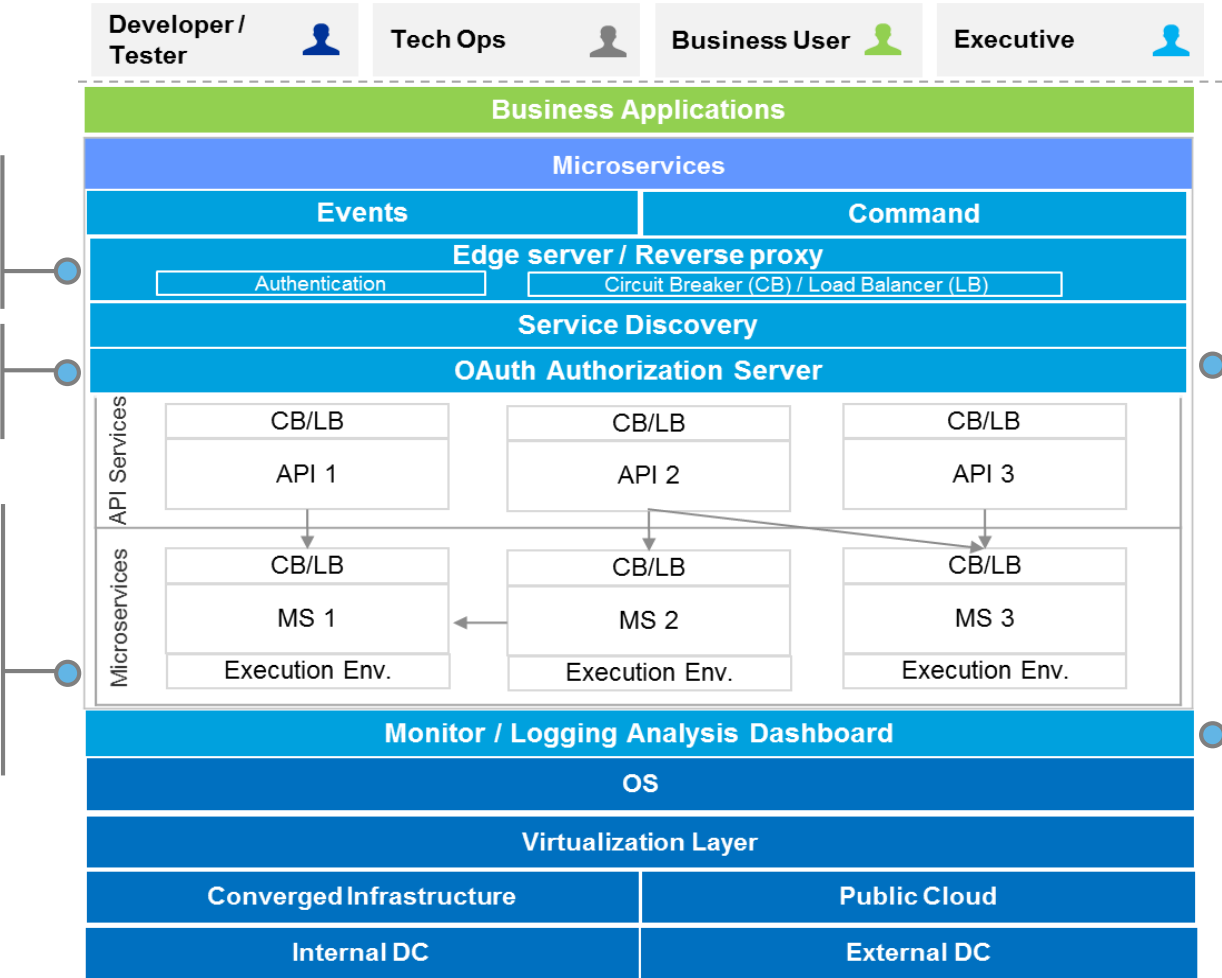 Developer /
Tester
Tech Ops
Business User
Executive
Business Applications
Microservices
Events
Command
Edge server / Reverse proxy
Authentication
Circuit Breaker (CB) / Load Balancer (LB)
Service Discovery
OAuth Authorization Server
API Services
CB/LB
CB/LB
CB/LB
API 1
API 2
API 3
Microservices
CB/LB
CB/LB
CB/LB
MS 1
MS 2
MS 3
Execution Env.
Execution Env.
Execution Env.
Monitor / Logging Analysis Dashboard
OS
Virtualization Layer
Converged Infrastructure
Public Cloud
Internal DC
External DC